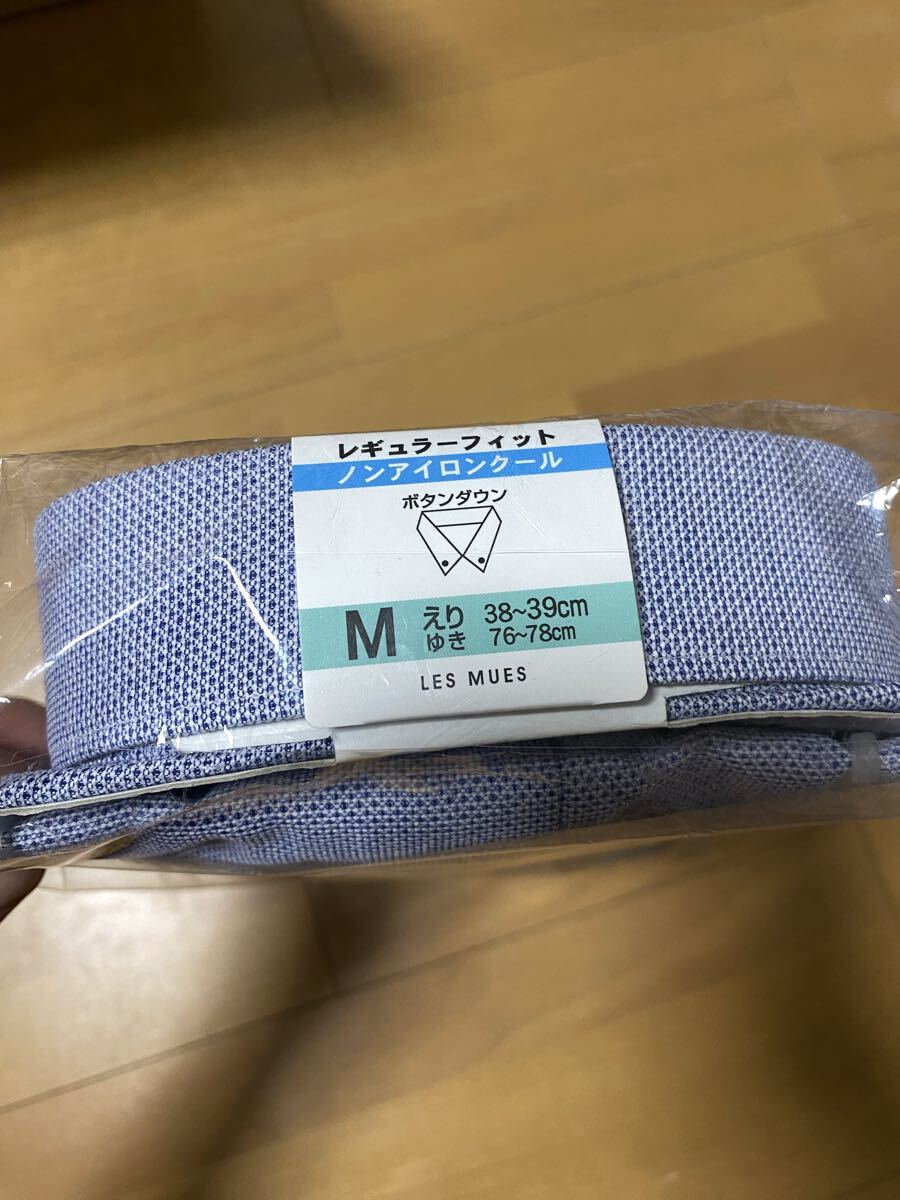 レギュラーフィット
ノンアイロンクール
ボタンダウン
M えり 38~39cm
ゆき 76~78cm
LES MUES